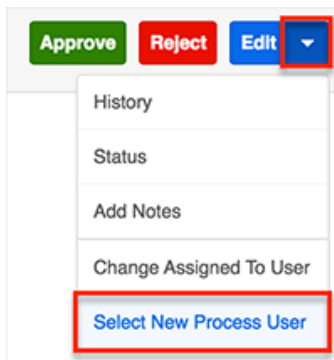 Approve Reject Edit
History
Status
Add Notes
Change Assigned To User
Select New Process User